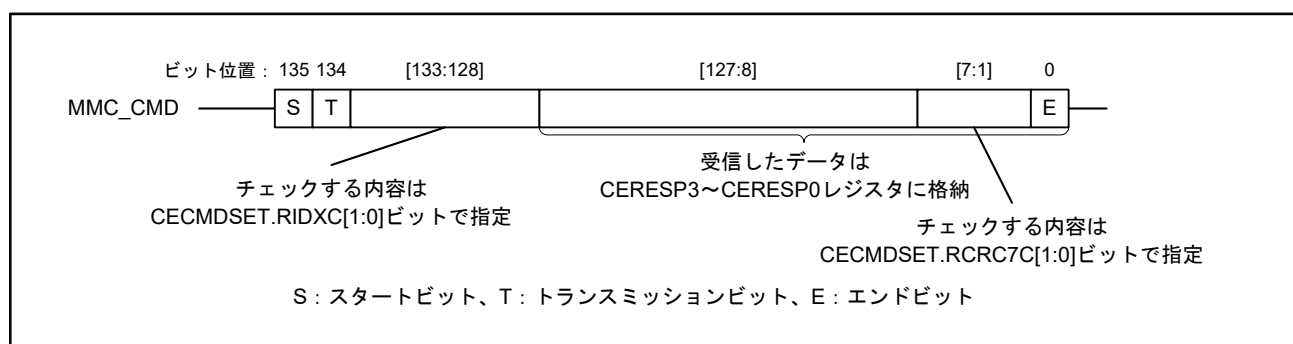 ビット位置： 135 134 [133:128] [127:8] [7:1] 0
MMC_CMD S T E
受信したデータは
CERESP3～CERESP0レジスタに格納
チェックする内容は
CECMDSET.RIDXC[1:0]ビットで指定
チェックする内容は
CECMDSET.RCRC7C[1:0]ビットで指定
S：スタートビット、T：トランスミッションビット、E：エンドビット